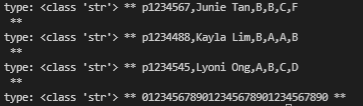 type: <class 'str'> ** p1234567,Junie Tan,B,B,C,F
**
type: <class 'str'> ** p1234488,Kayla Lim,B,A,A,B
**
type: <class 'str'> ** p1234545,Lyoni Ong,A,B,C,D
**
type: <class 'str'> ** 0123456789012345678901234567890 **